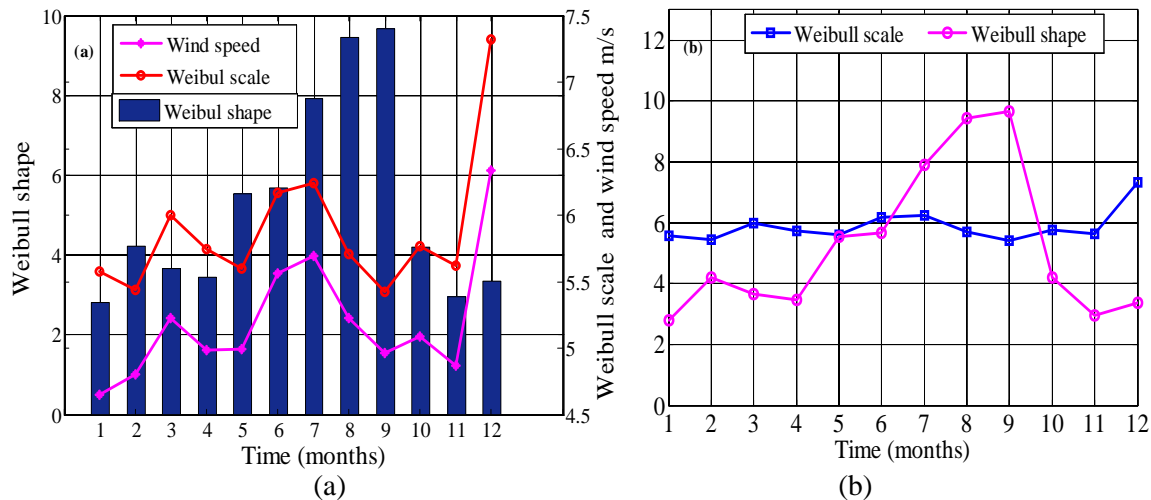 (a)
Wind speed
Weibul scale
Weibul shape
Weibull shape
10
8
6
4
2
0
7.5
7
6.5
6
5.5
5
4.5
Weibull scale and wind speed m/s
1 2 3 4 5 6 7 8 9 10 11 12
Time (months)
(a)
(b)
Weibull scale Weibull shape
12
10
8
6
4
2
0
1 2 3 4 5 6 7 8 9 10 11 12
Time (months)
(b)